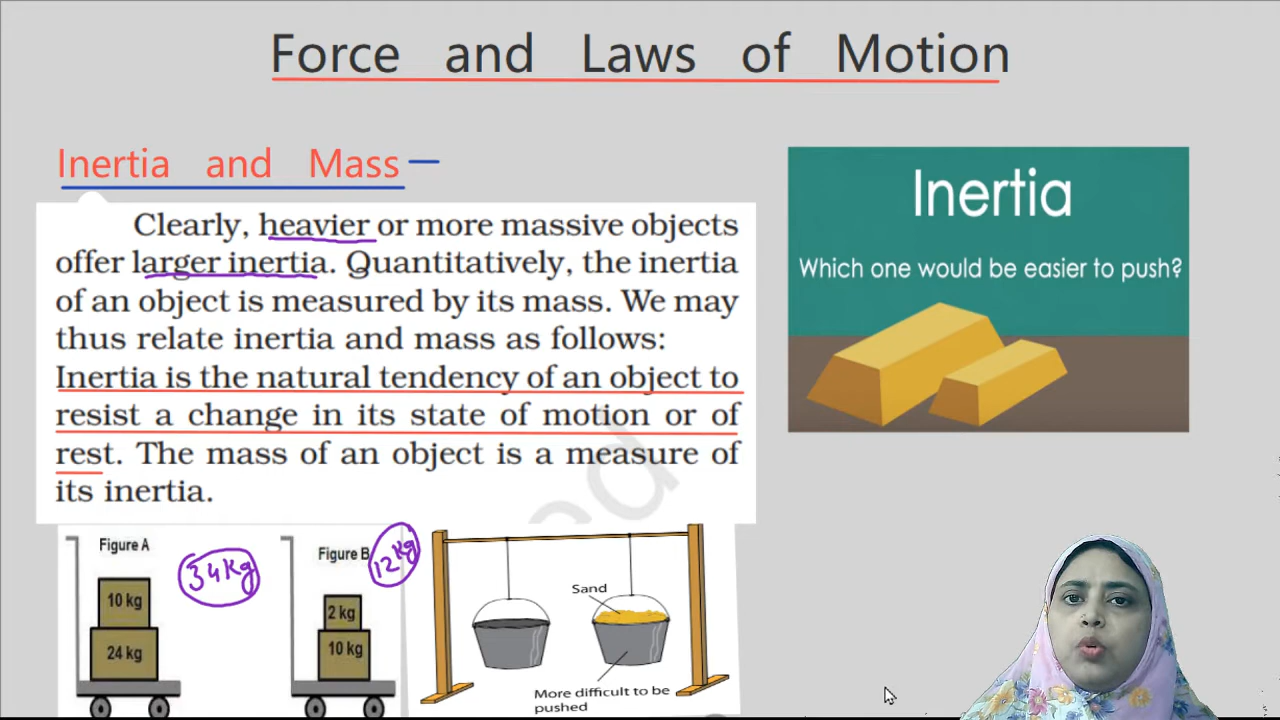 Force and Laws of Motion
Inertia and Mass –
Clearly, heavier or more massive objects
offer larger inertia. Quantitatively, the inertia
of an object is measured by its mass. We may
thus relate inertia and mass as follows:
Inertia is the natural tendency of an object to
resist a change in its state of motion or of
rest. The mass of an object is a measure of
its inertia.
Inertia
Which one would be easier to push?
Figure A
34 kg
10 kg
24 kg
Figure B
12 kg
2 kg
10 kg
Sand
More difficult to be
pushed